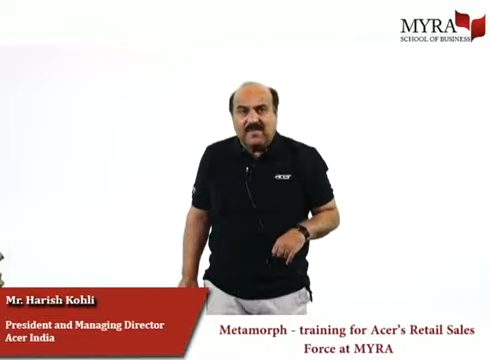 MYRA
SCHOOL OF BUSINESS
acer
Mr. Harish Kohli
President and Managing Director
Acer India
Metamorph - training for Acer's Retail Sales
Force at MYRA